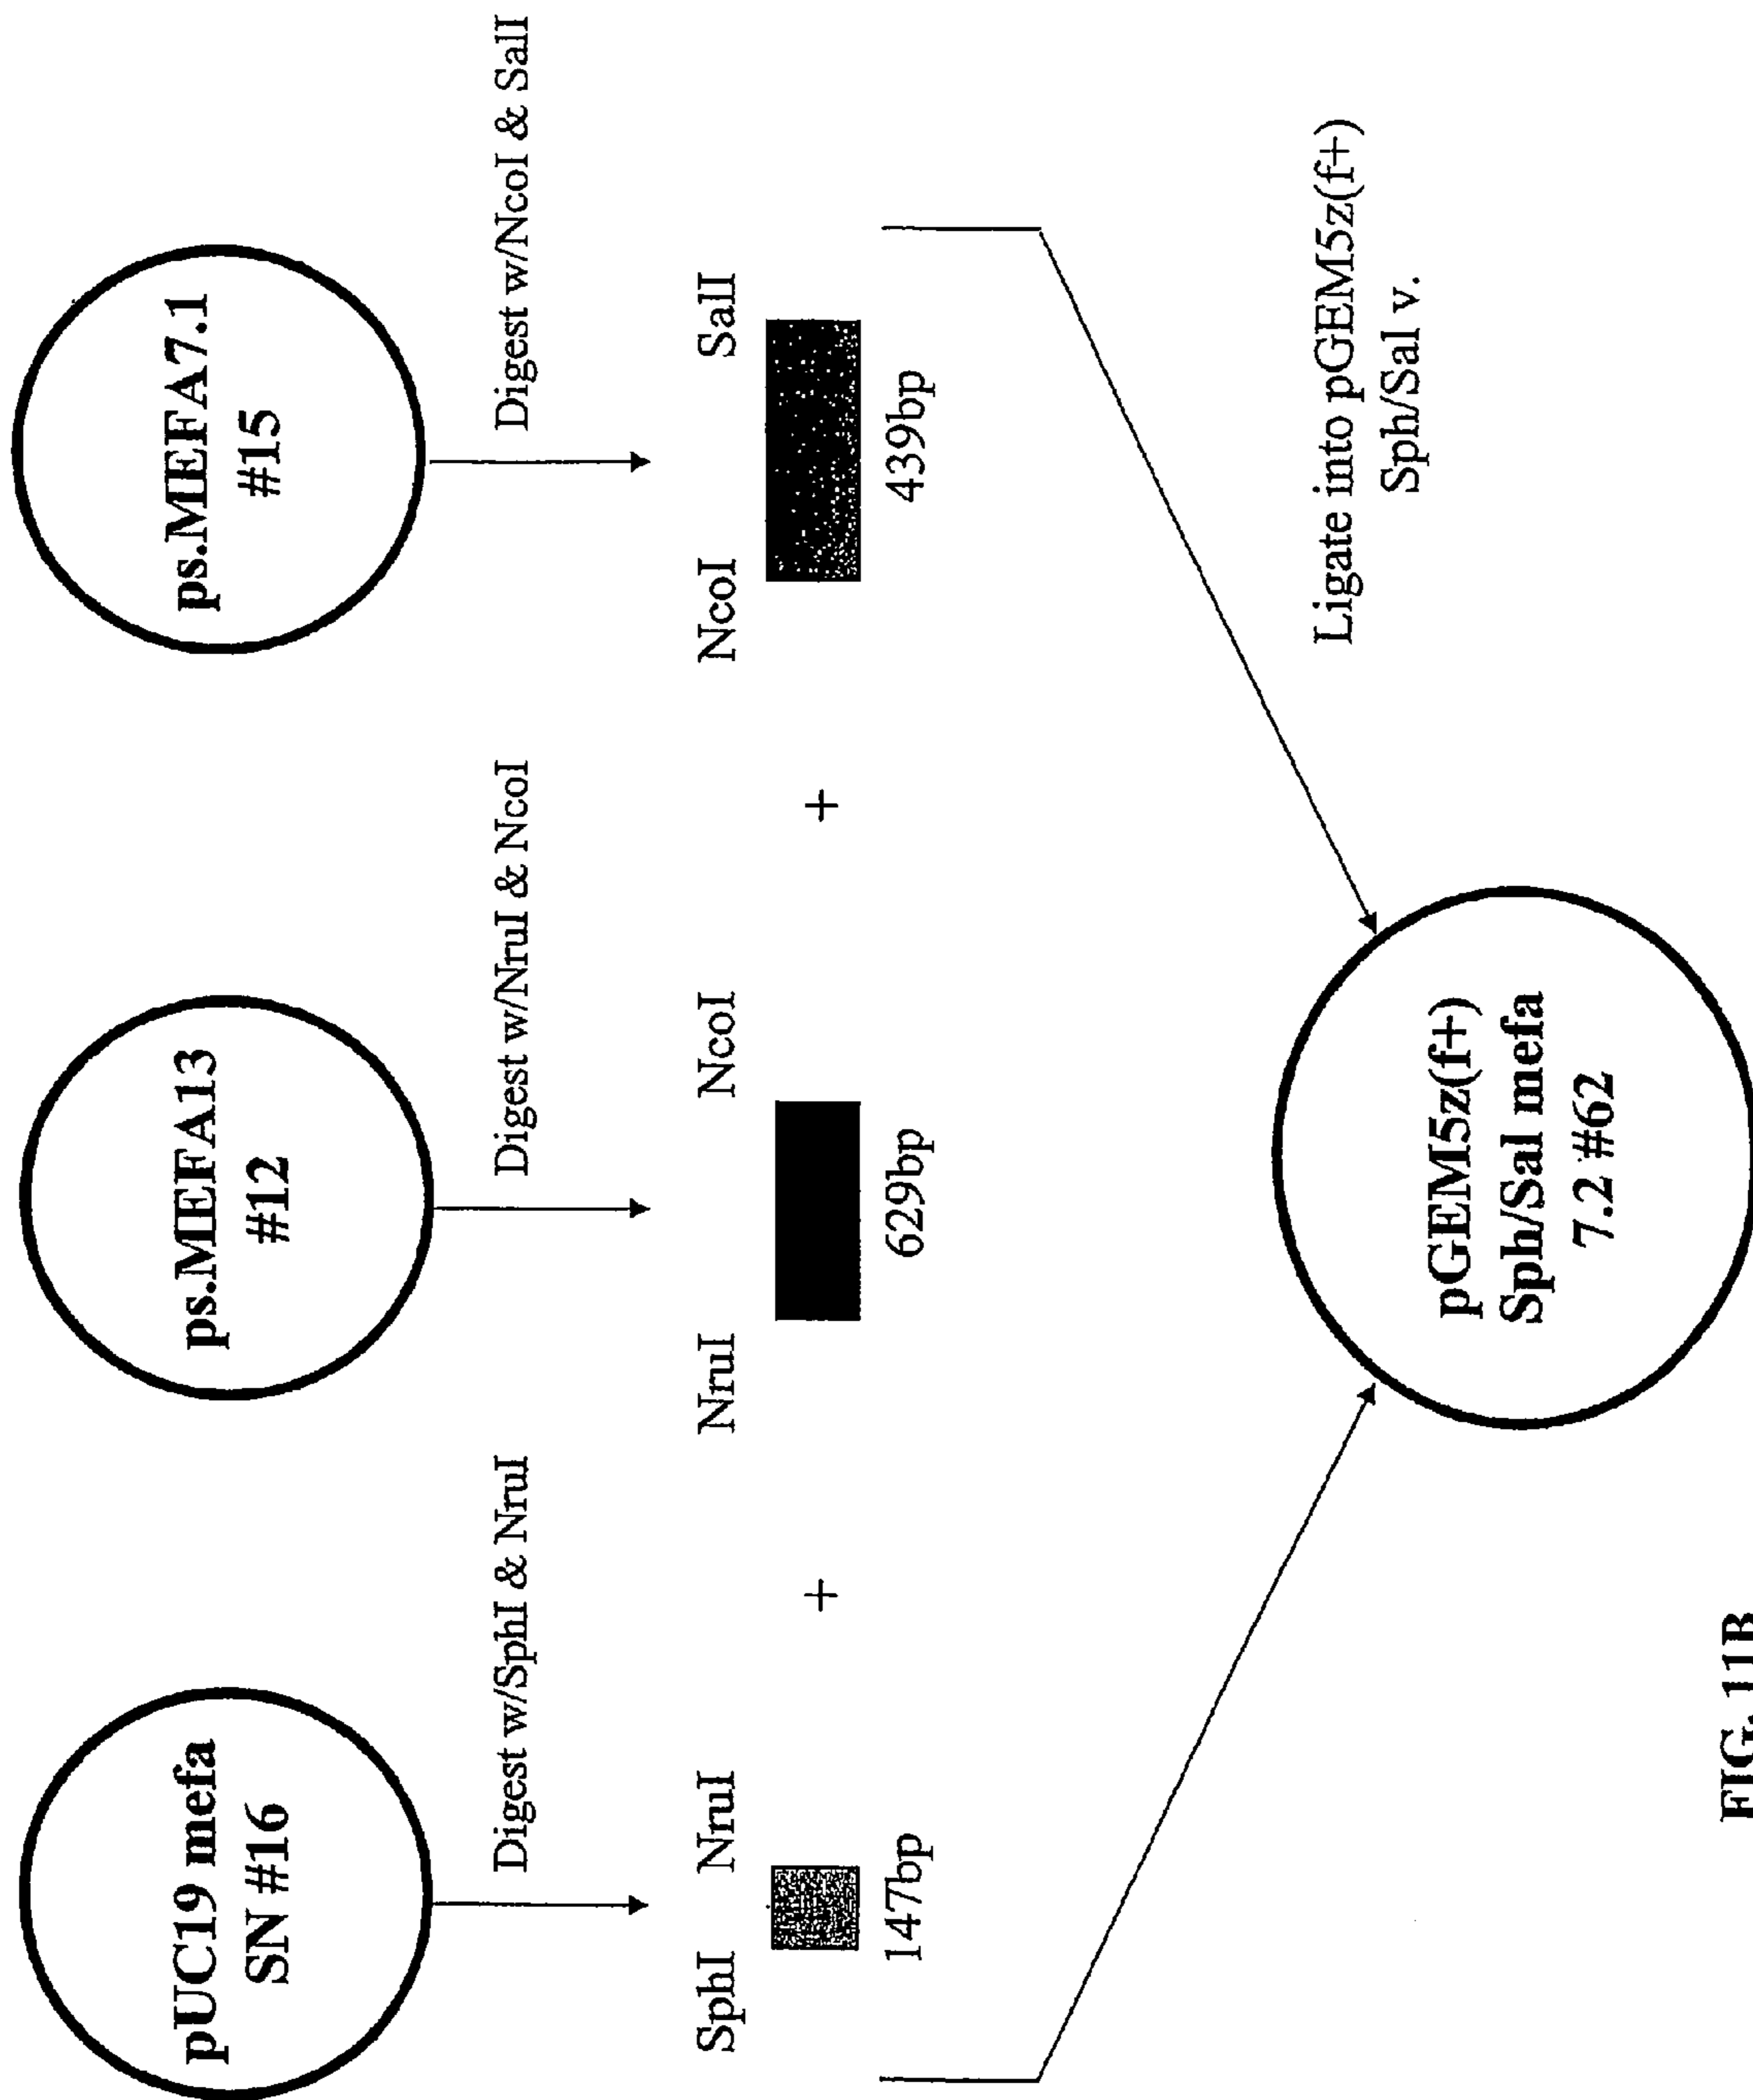 pUC19 mefa
SN #16
ps.MEFA13
#12
ps.MEFA7.1
#15
Digest w/SphI & NruI
Digest w/NruI & NcoI
Digest w/NcoI & SalI
SphI NruI
NruI NcoI
NcoI SalI
+
+
147bp
629bp
439bp
Ligate into pGEM5z(f+)
Sph/Sal v.
pGEM5z(f+)
Sph/Sal mefa
7.2 #62
FIG. 11B